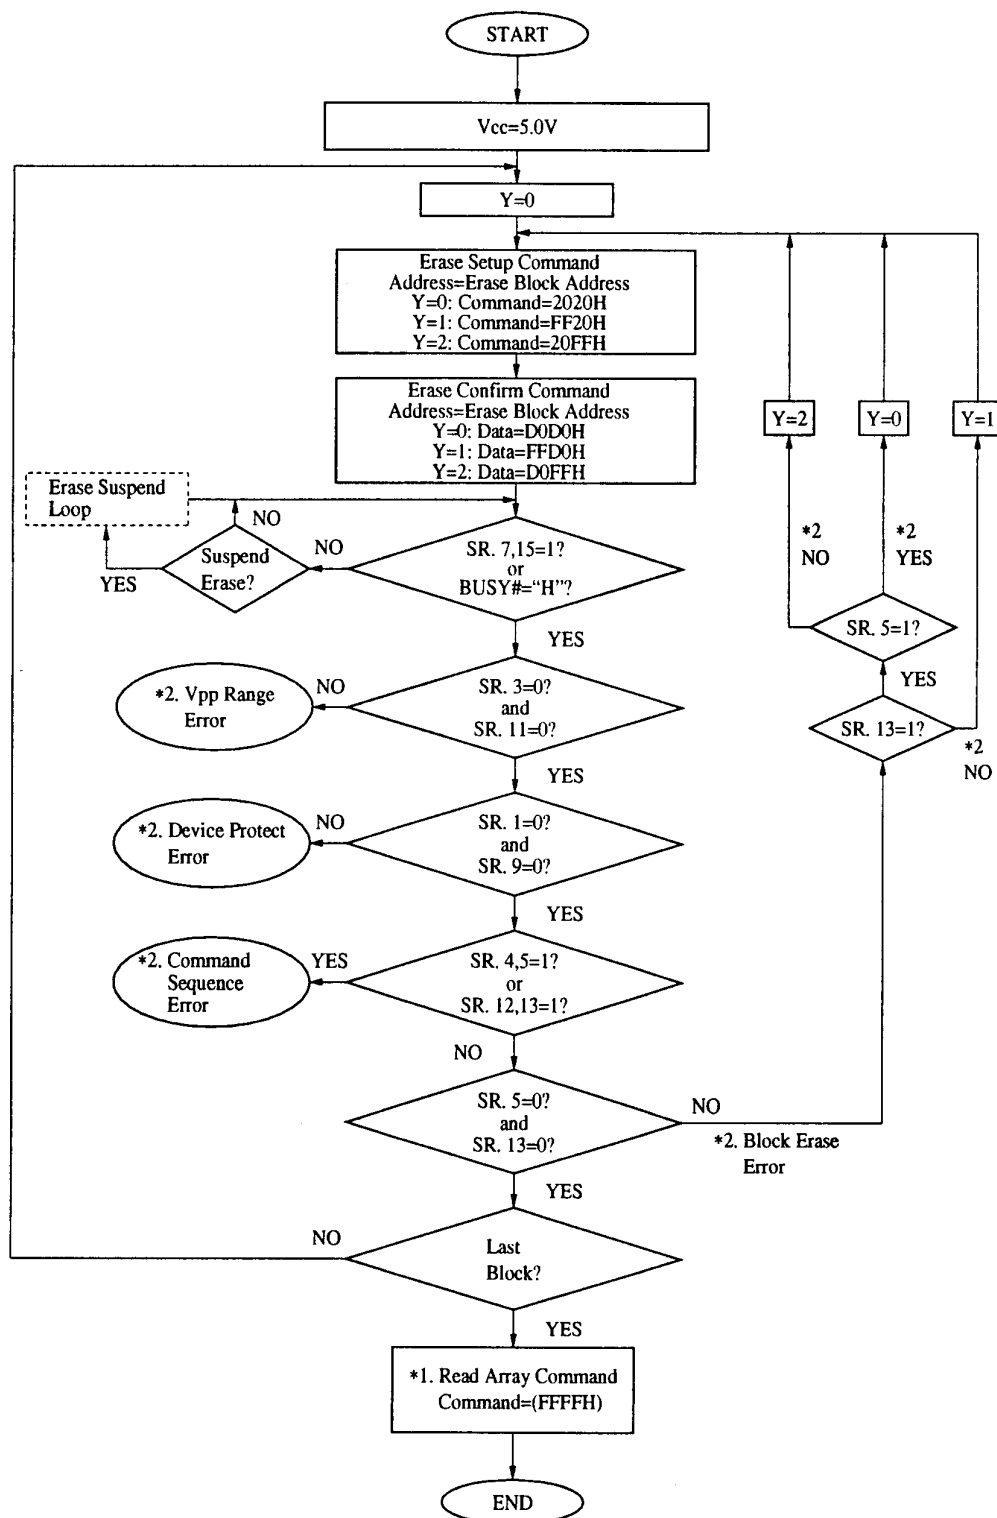 START
Vcc=5.0V
Y=0
Erase Setup Command
Address=Erase Block Address
Y=0: Command=2020H
Y=1: Command=FF20H
Y=2: Command=20FFH
Erase Confirm Command
Address=Erase Block Address
Y=0: Data=D0D0H
Y=1: Data=FFD0H
Y=2: Data=D0FFH
Y=2
Y=0
Y=1
Erase Suspend
Loop
NO
YES
Suspend
Erase?
NO
SR. 7,15=1?
or
BUSY#=“H”?
YES
*2
NO
*2
YES
SR. 5=1?
YES
SR. 13=1?
*2
NO
*2. Vpp Range
Error
NO
SR. 3=0?
and
SR. 11=0?
YES
*2. Device Protect
Error
NO
SR. 1=0?
and
SR. 9=0?
YES
*2. Command
Sequence
Error
YES
SR. 4,5=1?
or
SR. 12,13=1?
NO
SR. 5=0?
and
SR. 13=0?
NO
*2. Block Erase
Error
YES
NO
Last
Block?
YES
*1. Read Array Command
Command=(FFFFH)
END